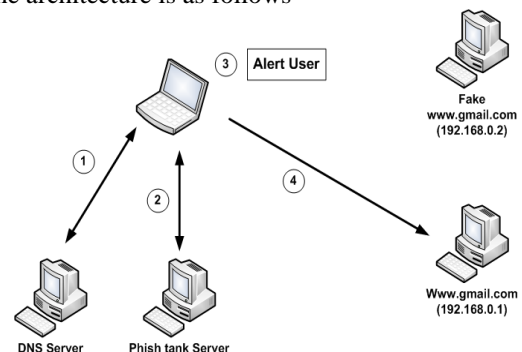 e architecture is as follows
3
Alert User
Fake
www.gmail.com
(192.168.0.2)
1
2
4
Www.gmail.com
(192.168.0.1)
DNS Server
Phish tank Server